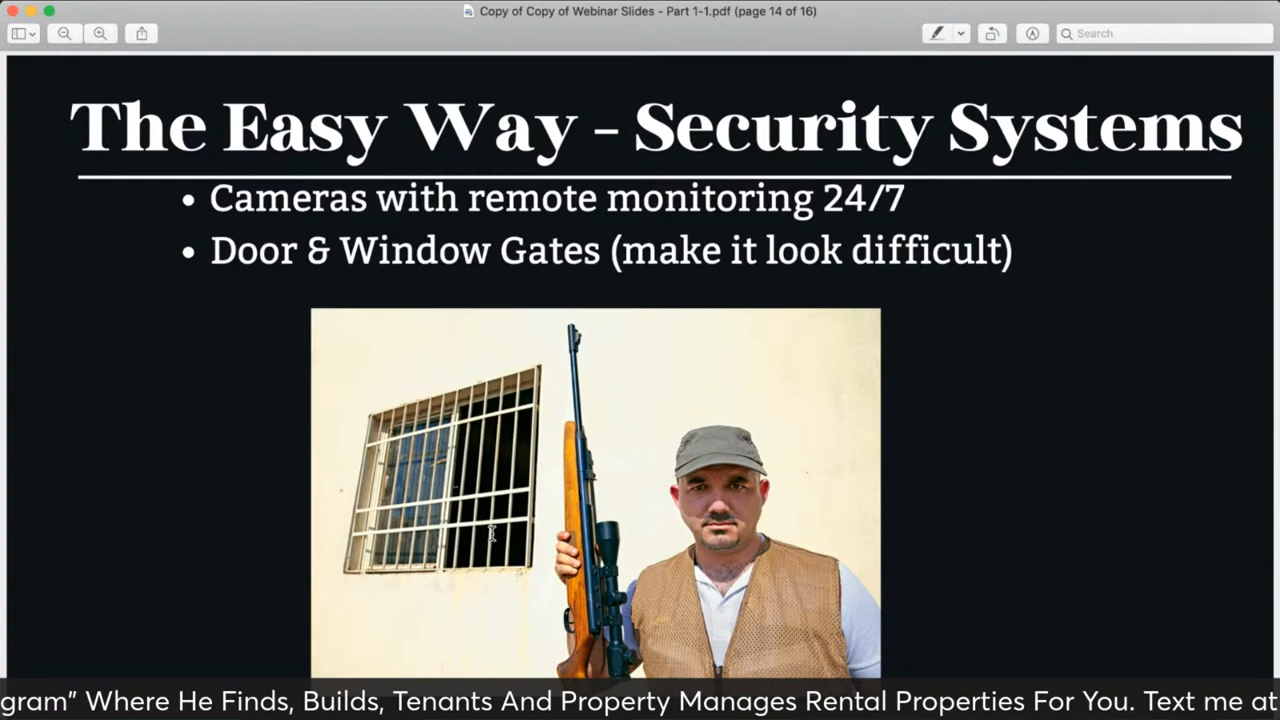 Copy of Copy of Webinar Slides - Part 1-1.pdf (page 14 of 16)
Search
The Easy Way - Security Systems
• Cameras with remote monitoring 24/7
• Door & Window Gates (make it look difficult)
gram” Where He Finds, Builds, Tenants And Property Manages Rental Properties For You. Text me at